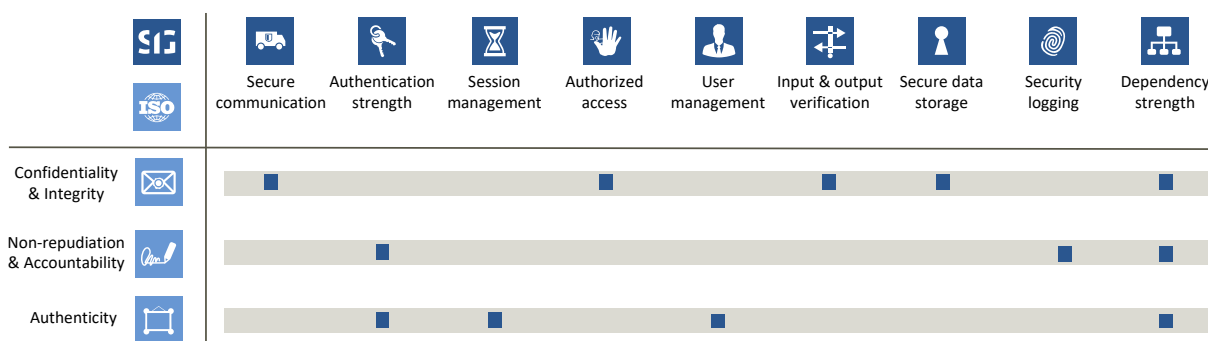 SIG
Secure
communication
Authentication
strength
Session
management
Authorized
access
User
management
Input & output
verification
Secure data
storage
Security
logging
Dependency
strength
ISO
Confidentiality
& Integrity
Non-repudiation
& Accountability
Authenticity